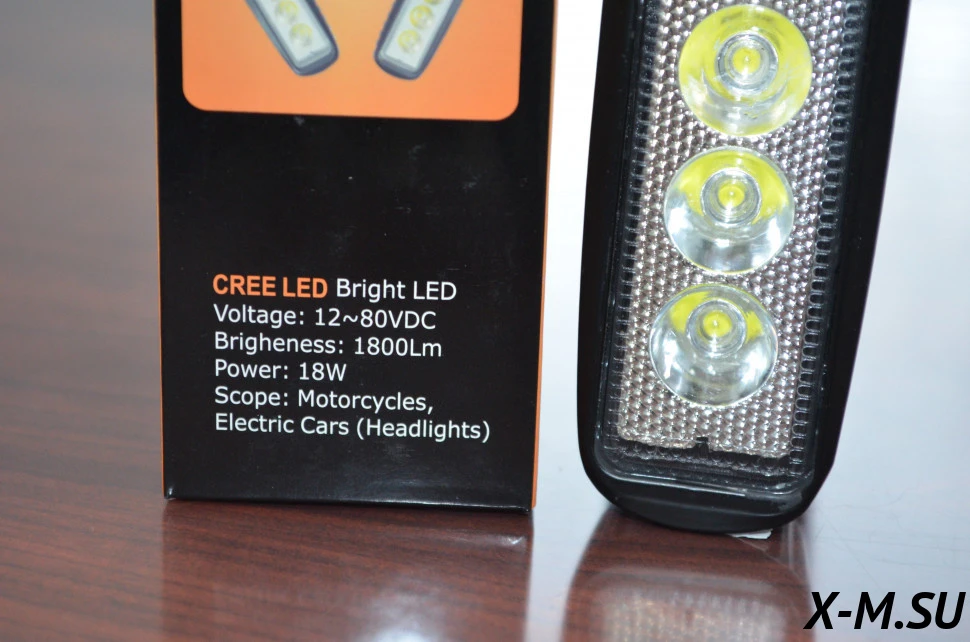 CREE LED Bright LED
Voltage: 12~80VDC
Brigheness: 1800Lm
Power: 18W
Scope: Motorcycles,
Electric Cars (Headlights)
X-M.SU